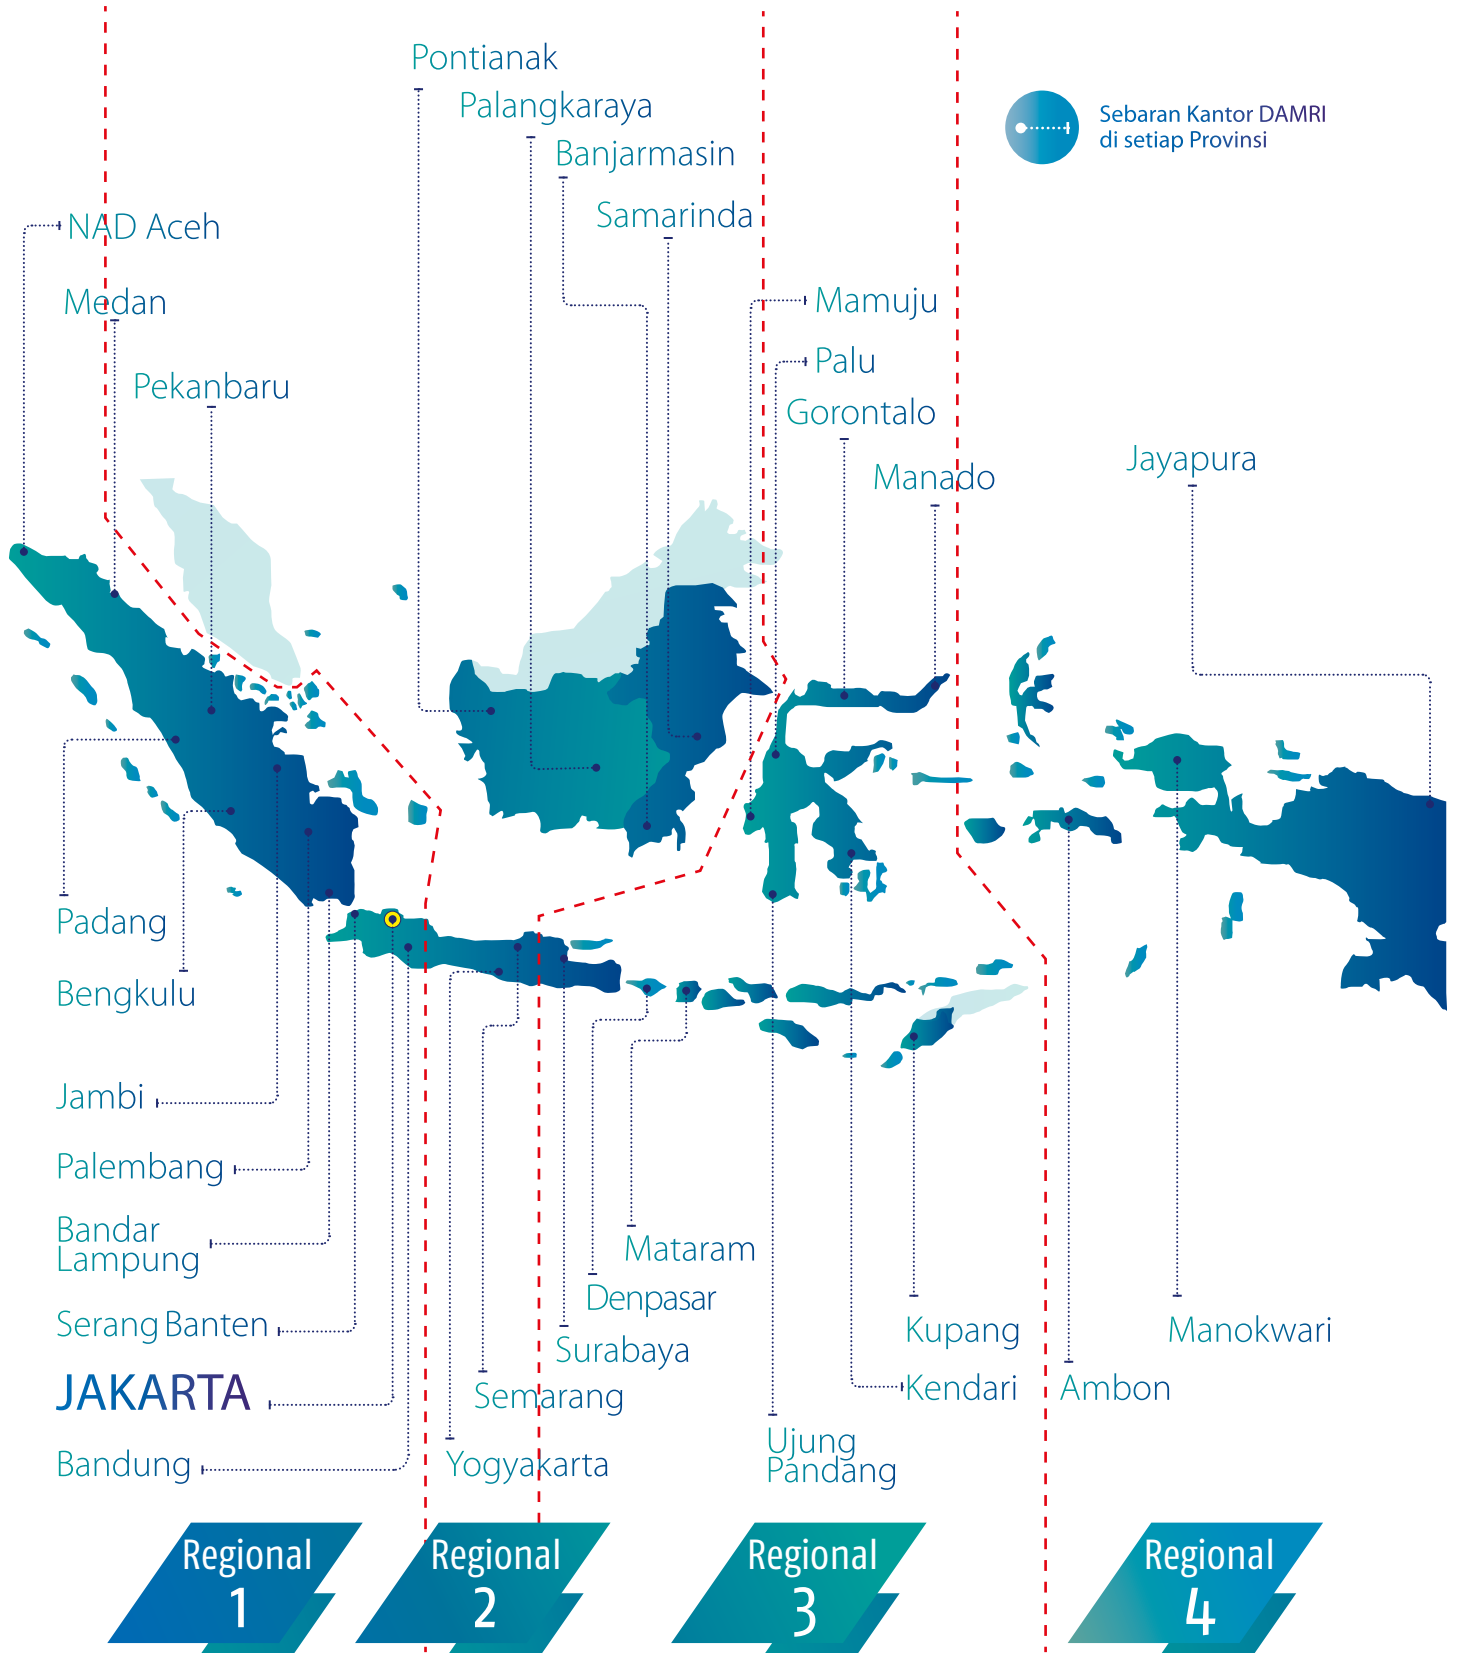 Pontianak
Palangkaraya
Banjarmasin
Samarinda
Sebaran Kantor DAMRI
di setiap Provinsi
NAD Aceh
Medan
Pekanbaru
Mamuju
Palu
Gorontalo
Manado
Jayapura
Padang
Bengkulu
Jambi
Palembang
Bandar
Lampung
Serang Banten
JAKARTA
Bandung
Mataram
Denpasar
Surabaya
Semarang
Yogyakarta
Ujung
Pandang
Kupang
Kendari
Ambon
Manokwari
Regional
1
Regional
2
Regional
3
Regional
4